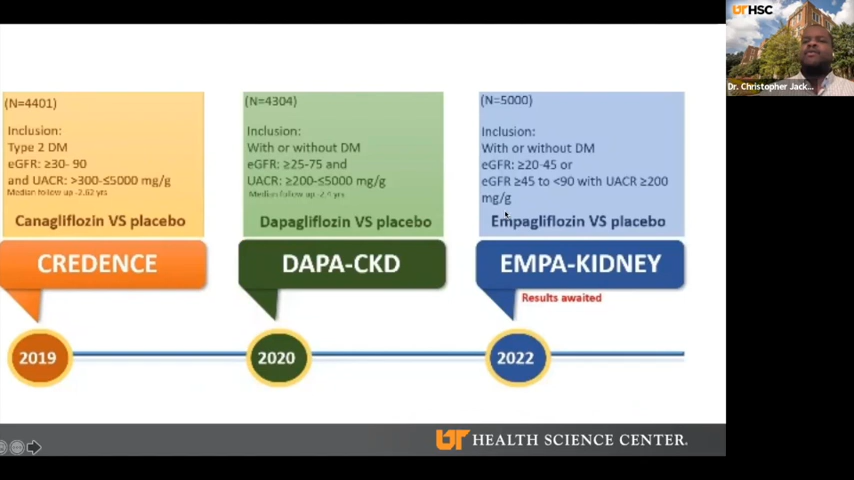 UT HSC
Dr. Christopher Jack...
(N=4401)
Inclusion:
Type 2 DM
eGFR: ≥30- 90
and UACR: >300-≤5000 mg/g
Median follow up -2.62 yrs
Canagliflozin VS placebo
CREDENCE
2019
(N=4304)
Inclusion:
With or without DM
eGFR: ≥25-75 and
UACR: ≥200-≤5000 mg/g
Median follow up -2.4 yrs
Dapagliflozin VS placebo
DAPA-CKD
2020
(N=5000)
Inclusion:
With or without DM
eGFR: ≥20-45 or
eGFR ≥45 to <90 with UACR ≥200
mg/g
Empagliflozin VS placebo
EMPA-KIDNEY
Results awaited
2022
UT HEALTH SCIENCE CENTER.